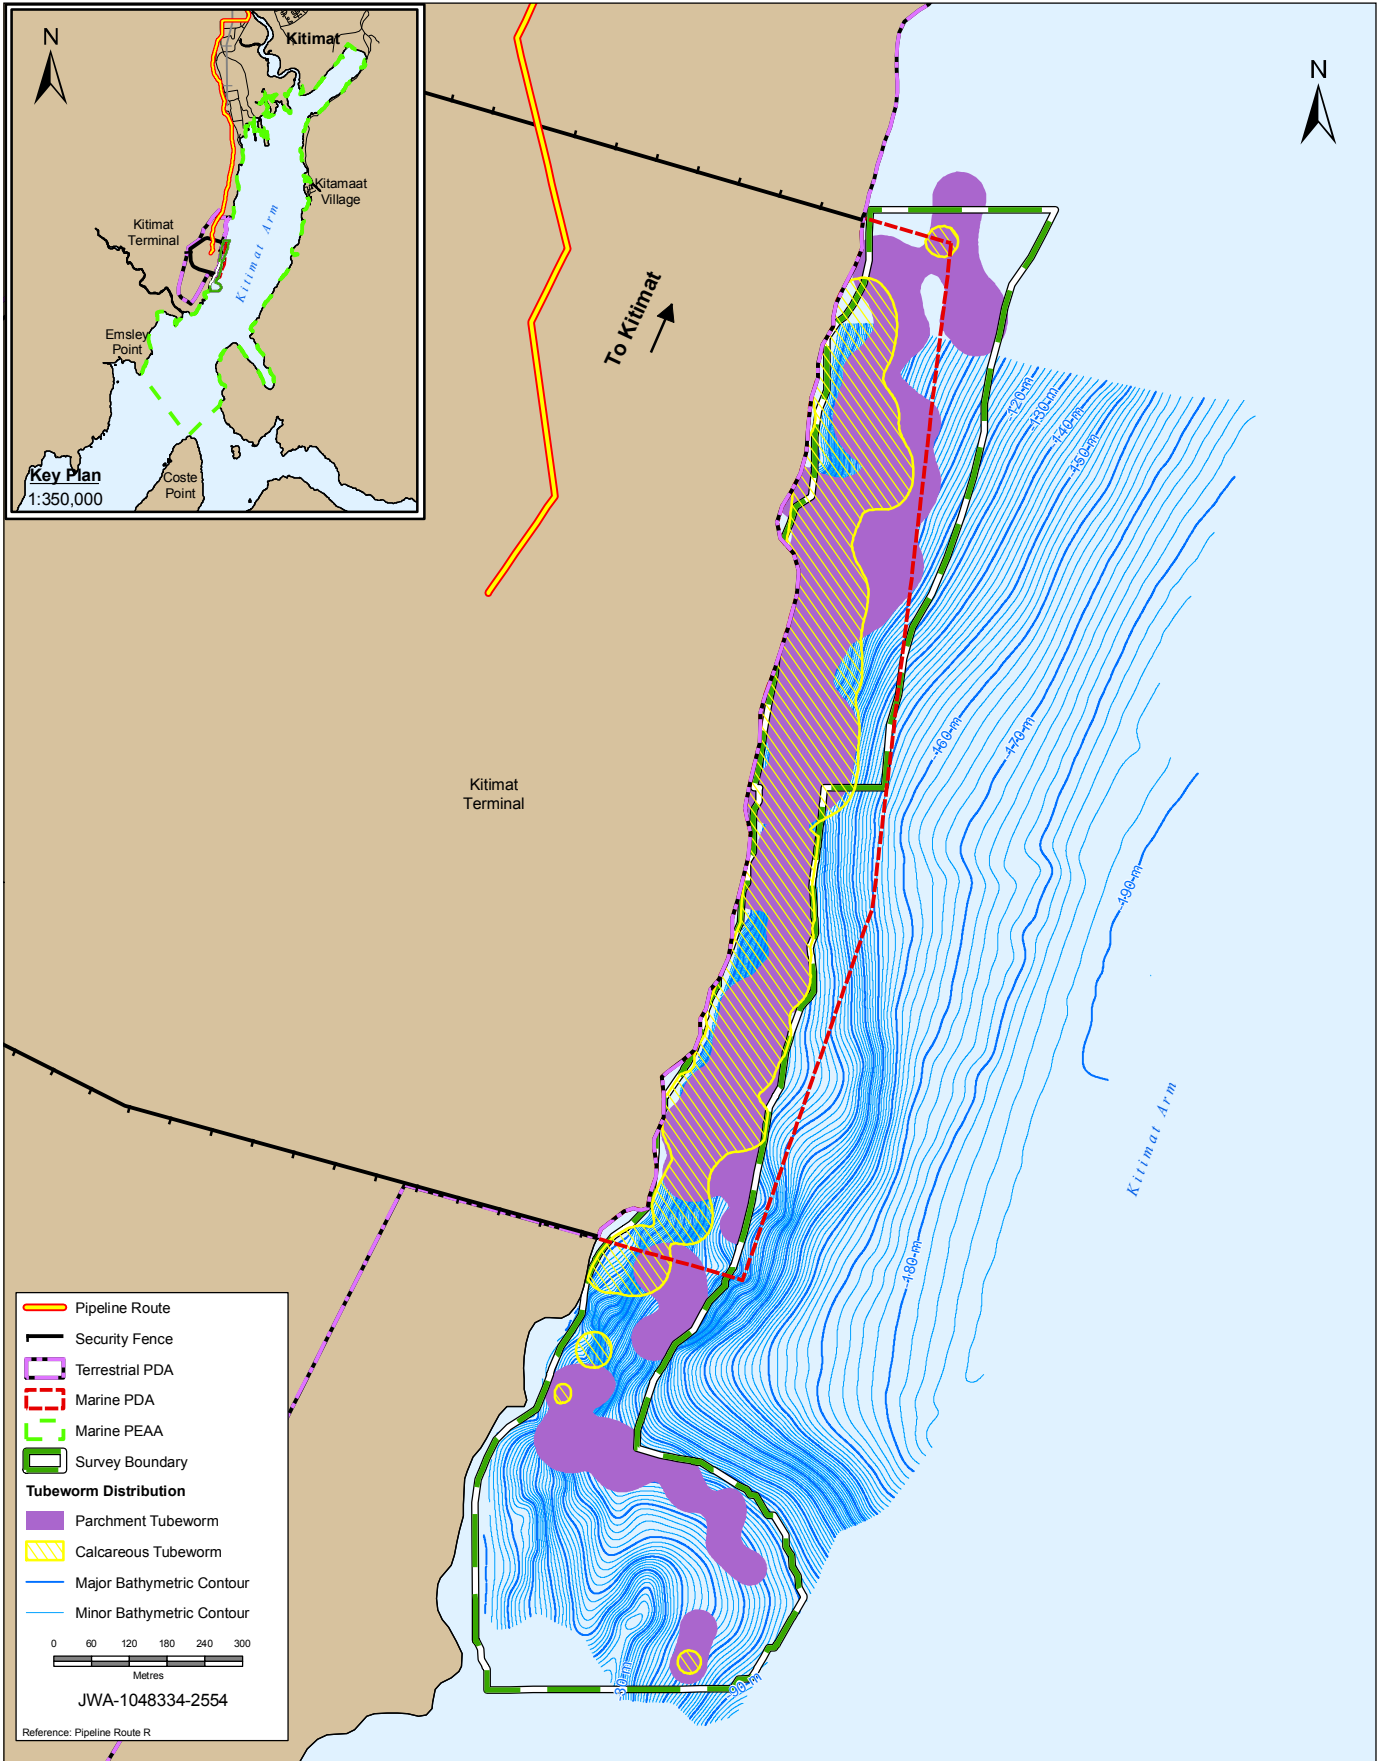 N
Kitimat
Kitamaat
Village
Kitimat
Terminal
Kitimat Arm
Emsley
Point
Coste
Point
Key Plan
1:350,000
N
To Kitimat
-120 m
-130 m
-140 m
-150 m
-160 m
-170 m
-190 m
-180 m
Kitimat
Terminal
Kitimat Arm
-30 m
-90 m
Pipeline Route
Security Fence
Terrestrial PDA
Marine PDA
Marine PEAA
Survey Boundary
Tubeworm Distribution
Parchment Tubeworm
Calcareous Tubeworm
Major Bathymetric Contour
Minor Bathymetric Contour
0 60 120 180 240 300
Metres
JWA-1048334-2554
Reference: Pipeline Route R